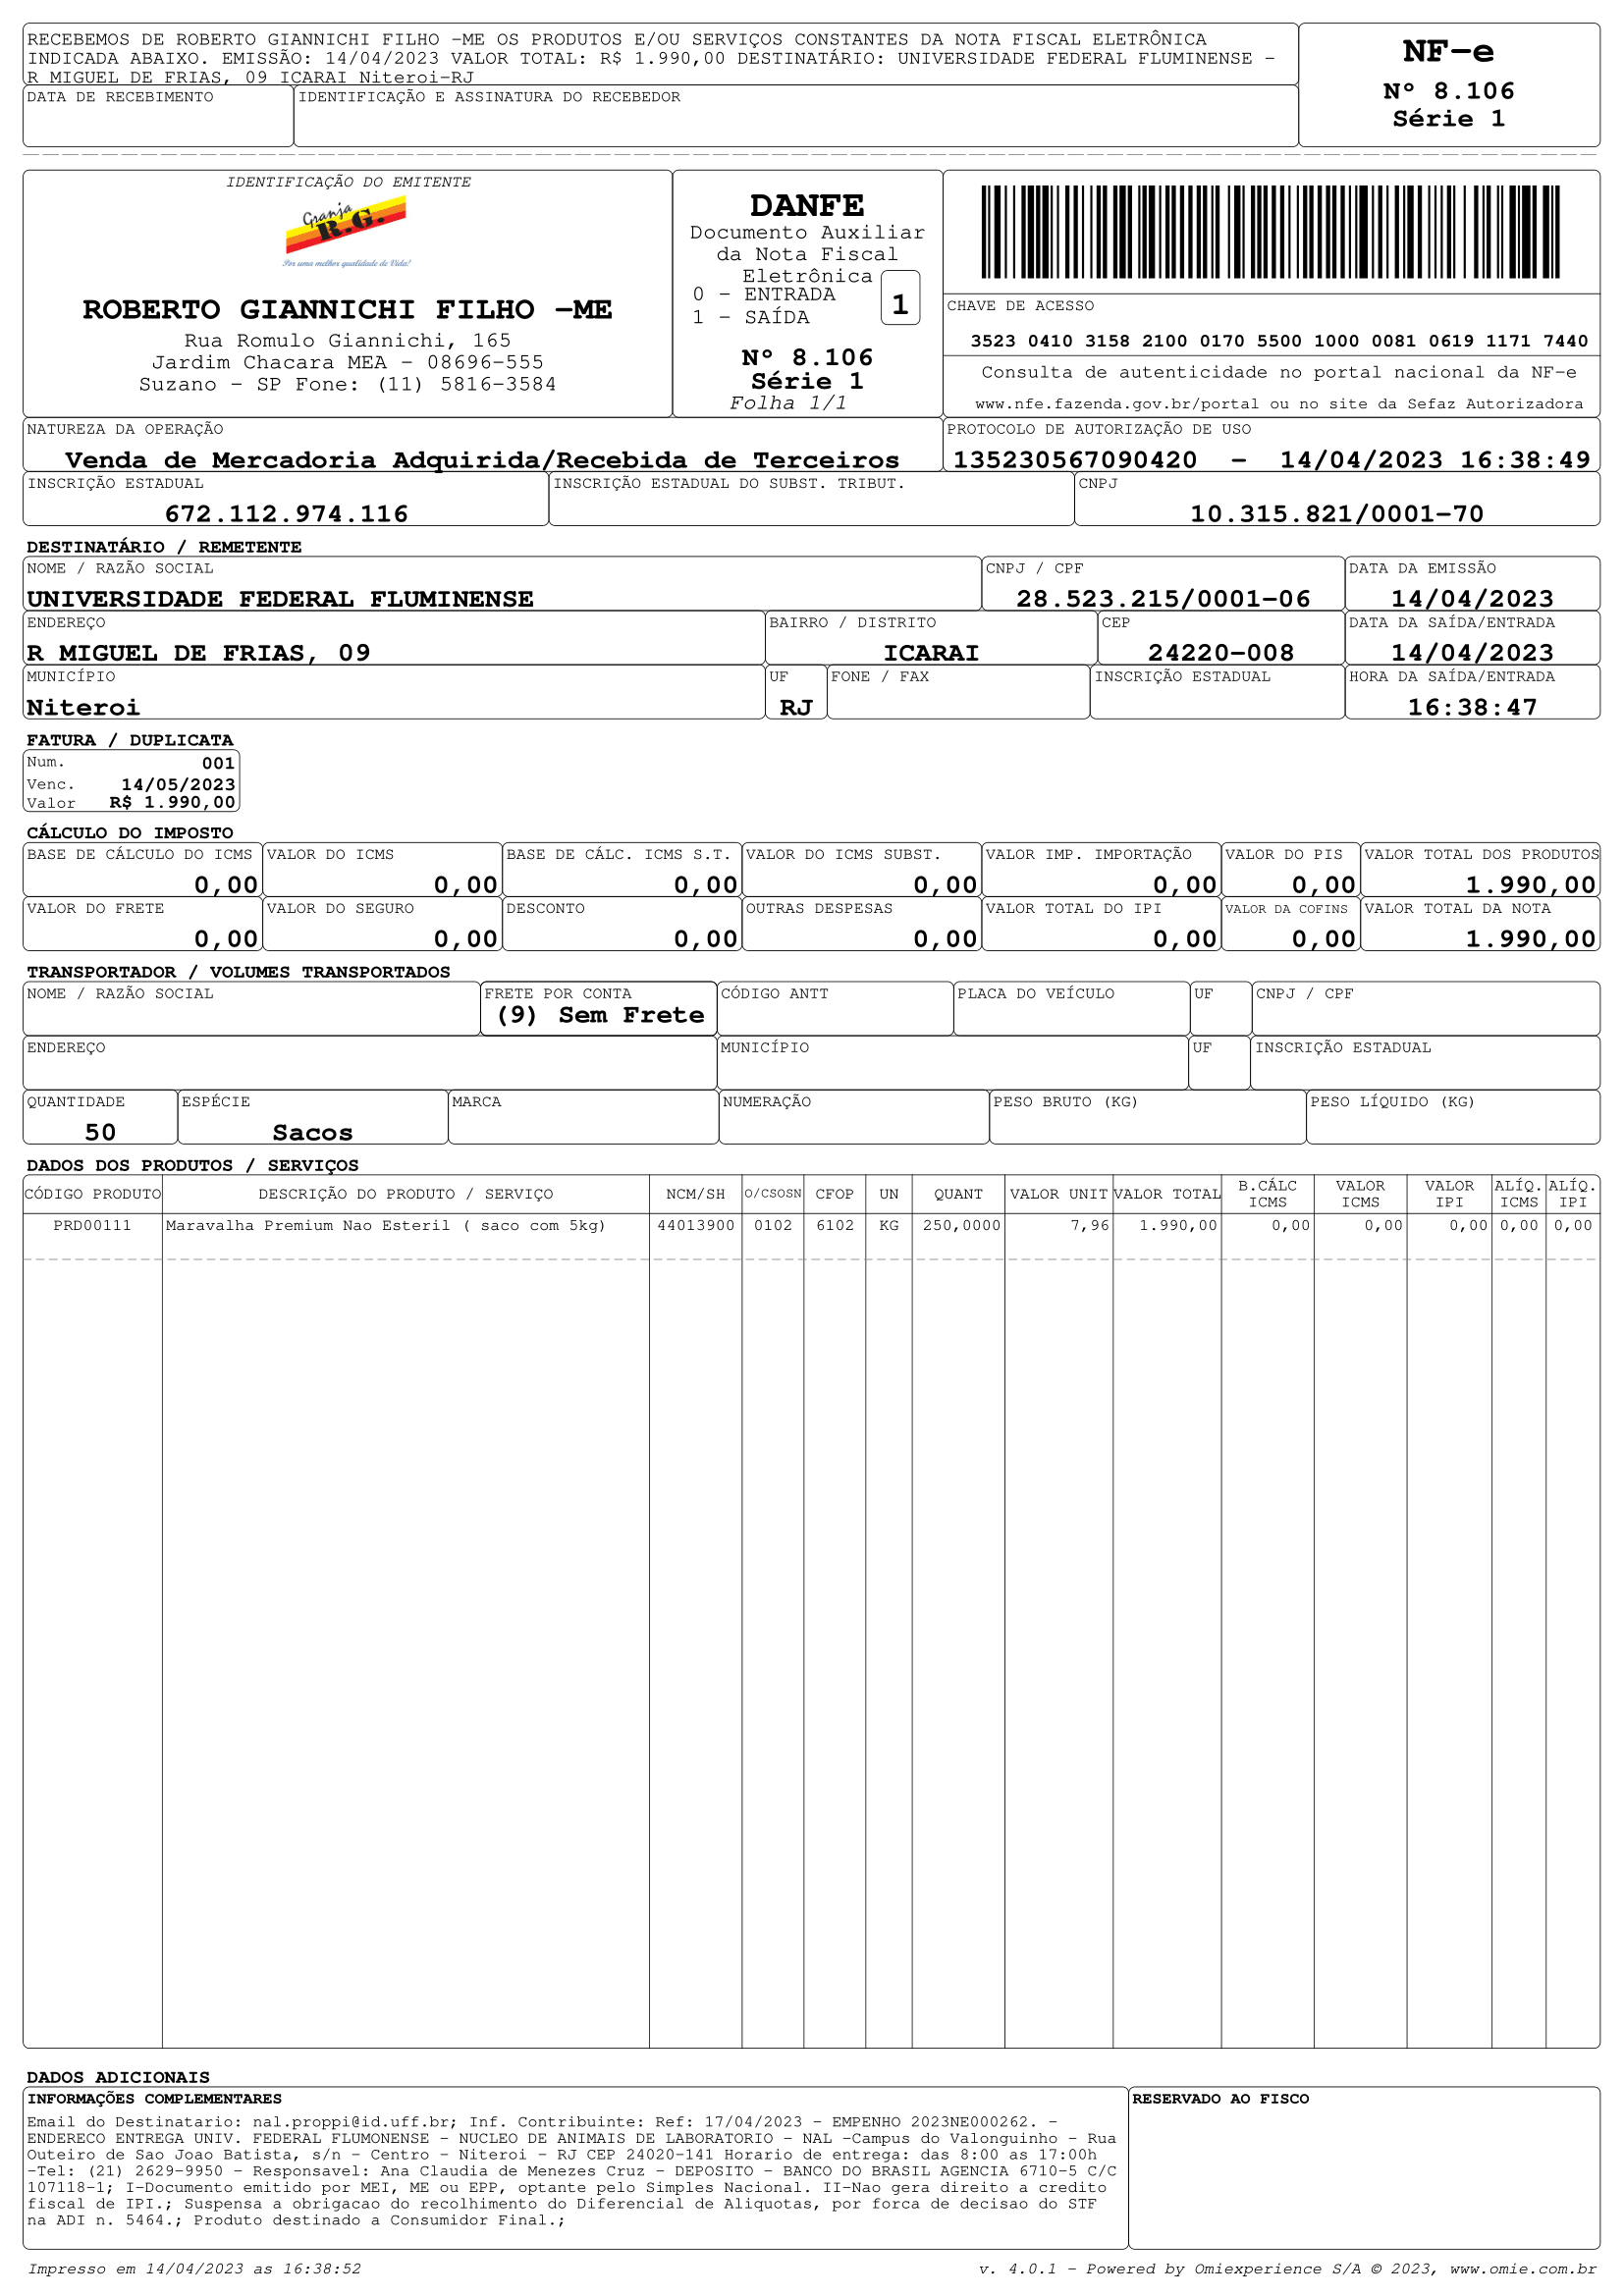 RECEBEMOS DE ROBERTO GIANNICHI FILHO -ME OS PRODUTOS E/OU SERVIÇOS CONSTANTES DA NOTA FISCAL ELETRÔNICA
INDICADA ABAIXO. EMISSÃO: 14/04/2023 VALOR TOTAL: R$ 1.990,00 DESTINATÁRIO: UNIVERSIDADE FEDERAL FLUMINENSE -
R MIGUEL DE FRIAS, 09 ICARAI Niteroi-RJ
DATA DE RECEBIMENTO
IDENTIFICAÇÃO E ASSINATURA DO RECEBEDOR
NF-e
Nº 8.106
Série 1
IDENTIFICAÇÃO DO EMITENTE
Granja
R.G.
Por uma melhor qualidade de Vida!
ROBERTO GIANNICHI FILHO -ME
Rua Romulo Giannichi, 165
Jardim Chacara MEA - 08696-555
Suzano - SP Fone: (11) 5816-3584
DANFE
Documento Auxiliar
da Nota Fiscal
Eletrônica
0 - ENTRADA
1 - SAÍDA
1
Nº 8.106
Série 1
Folha 1/1
CHAVE DE ACESSO
3523 0410 3158 2100 0170 5500 1000 0081 0619 1171 7440
Consulta de autenticidade no portal nacional da NF-e
www.nfe.fazenda.gov.br/portal ou no site da Sefaz Autorizadora
NATUREZA DA OPERAÇÃO
Venda de Mercadoria Adquirida/Recebida de Terceiros
PROTOCOLO DE AUTORIZAÇÃO DE USO
135230567090420 - 14/04/2023 16:38:49
INSCRIÇÃO ESTADUAL
672.112.974.116
INSCRIÇÃO ESTADUAL DO SUBST. TRIBUT.
CNPJ
10.315.821/0001-70
DESTINATÁRIO / REMETENTE
NOME / RAZÃO SOCIAL
UNIVERSIDADE FEDERAL FLUMINENSE
CNPJ / CPF
28.523.215/0001-06
DATA DA EMISSÃO
14/04/2023
ENDEREÇO
R MIGUEL DE FRIAS, 09
BAIRRO / DISTRITO
ICARAI
CEP
24220-008
DATA DA SAÍDA/ENTRADA
14/04/2023
MUNICÍPIO
Niteroi
UF
RJ
FONE / FAX
INSCRIÇÃO ESTADUAL
HORA DA SAÍDA/ENTRADA
16:38:47
FATURA / DUPLICATA
Num. 001
Venc. 14/05/2023
Valor R$ 1.990,00
CÁLCULO DO IMPOSTO
BASE DE CÁLCULO DO ICMS
0,00
VALOR DO ICMS
0,00
BASE DE CÁLC. ICMS S.T.
0,00
VALOR DO ICMS SUBST.
0,00
VALOR IMP. IMPORTAÇÃO
0,00
VALOR DO PIS
0,00
VALOR TOTAL DOS PRODUTOS
1.990,00
VALOR DO FRETE
0,00
VALOR DO SEGURO
0,00
DESCONTO
0,00
OUTRAS DESPESAS
0,00
VALOR TOTAL DO IPI
0,00
VALOR DA COFINS
0,00
VALOR TOTAL DA NOTA
1.990,00
TRANSPORTADOR / VOLUMES TRANSPORTADOS
NOME / RAZÃO SOCIAL
FRETE POR CONTA
(9) Sem Frete
CÓDIGO ANTT
PLACA DO VEÍCULO
UF
CNPJ / CPF
ENDEREÇO
MUNICÍPIO
UF
INSCRIÇÃO ESTADUAL
QUANTIDADE
50
ESPÉCIE
Sacos
MARCA
NUMERAÇÃO
PESO BRUTO (KG)
PESO LÍQUIDO (KG)
DADOS DOS PRODUTOS / SERVIÇOS
CÓDIGO PRODUTO DESCRIÇÃO DO PRODUTO / SERVIÇO NCM/SH O/CSOSN CFOP UN QUANT VALOR UNIT VALOR TOTAL B.CÁLC ICMS VALOR ICMS VALOR IPI ALÍQ. ICMS ALÍQ. IPI
PRD00111 Maravalha Premium Nao Esteril ( saco com 5kg) 44013900 0102 6102 KG 250,0000 7,96 1.990,00 0,00 0,00 0,00 0,00 0,00
DADOS ADICIONAIS
INFORMAÇÕES COMPLEMENTARES
Email do Destinatario: nal.proppi@id.uff.br; Inf. Contribuinte: Ref: 17/04/2023 - EMPENHO 2023NE000262. -
ENDERECO ENTREGA UNIV. FEDERAL FLUMONENSE - NUCLEO DE ANIMAIS DE LABORATORIO - NAL -Campus do Valonguinho - Rua
Outeiro de Sao Joao Batista, s/n - Centro - Niteroi - RJ CEP 24020-141 Horario de entrega: das 8:00 as 17:00h
-Tel: (21) 2629-9950 - Responsavel: Ana Claudia de Menezes Cruz - DEPOSITO - BANCO DO BRASIL AGENCIA 6710-5 C/C
107118-1; I-Documento emitido por MEI, ME ou EPP, optante pelo Simples Nacional. II-Nao gera direito a credito
fiscal de IPI.; Suspensa a obrigacao do recolhimento do Diferencial de Aliquotas, por forca de decisao do STF
na ADI n. 5464.; Produto destinado a Consumidor Final.;
RESERVADO AO FISCO
Impresso em 14/04/2023 as 16:38:52
v. 4.0.1 - Powered by Omiexperience S/A © 2023, www.omie.com.br